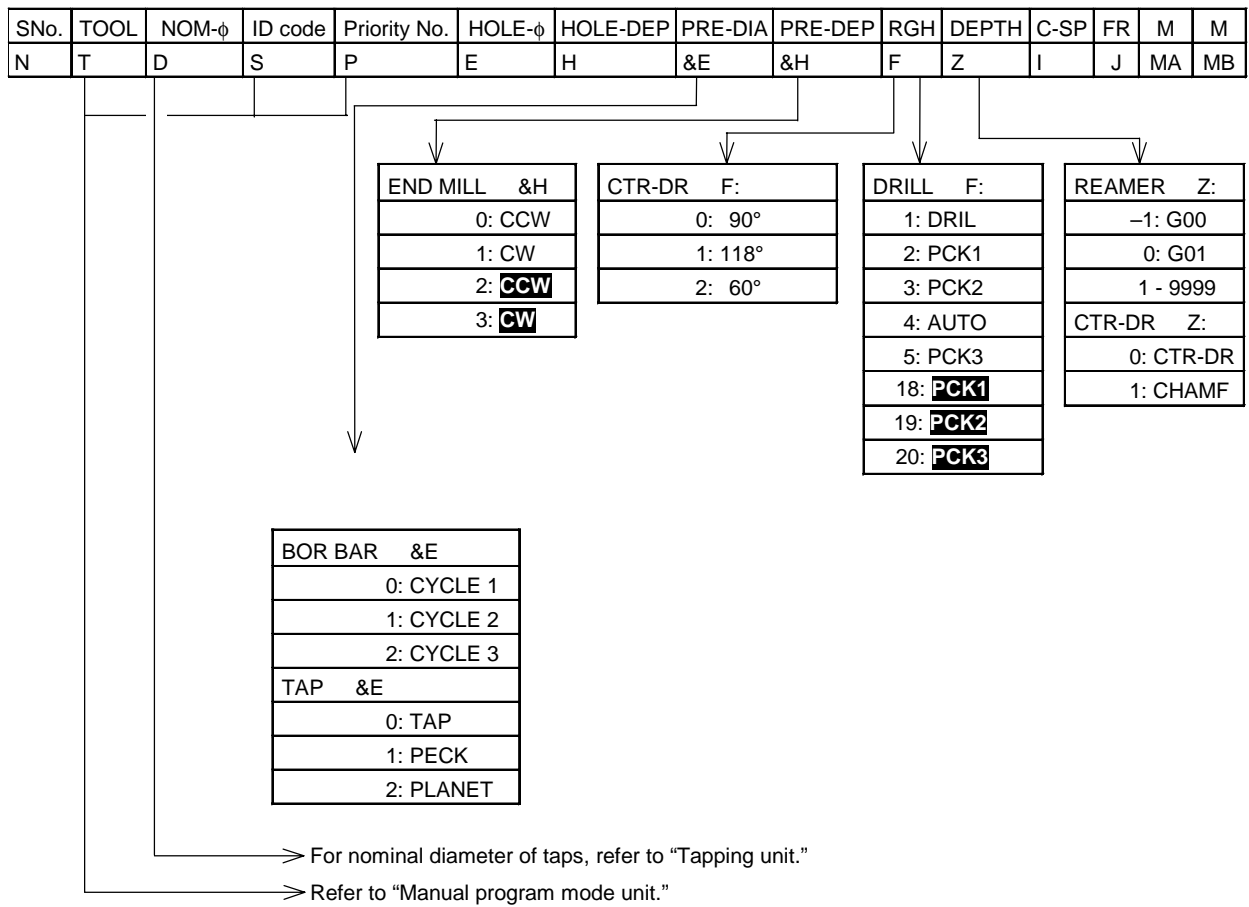 SNo. TOOL NOM-ϕ ID code Priority No. HOLE-ϕ HOLE-DEP PRE-DIA PRE-DEP RGH DEPTH C-SP FR M M
N T D S P E H &E &H F Z I J MA MB
END MILL &H
0: CCW
1: CW
2: CCW
3: CW
CTR-DR F:
0: 90°
1: 118°
2: 60°
DRILL F:
1: DRIL
2: PCK1
3: PCK2
4: AUTO
5: PCK3
18: PCK1
19: PCK2
20: PCK3
REAMER Z:
–1: G00
0: G01
1 - 9999
CTR-DR Z:
0: CTR-DR
1: CHAMF
BOR BAR &E
0: CYCLE 1
1: CYCLE 2
2: CYCLE 3
TAP &E
0: TAP
1: PECK
2: PLANET
For nominal diameter of taps, refer to “Tapping unit.”
Refer to “Manual program mode unit.”